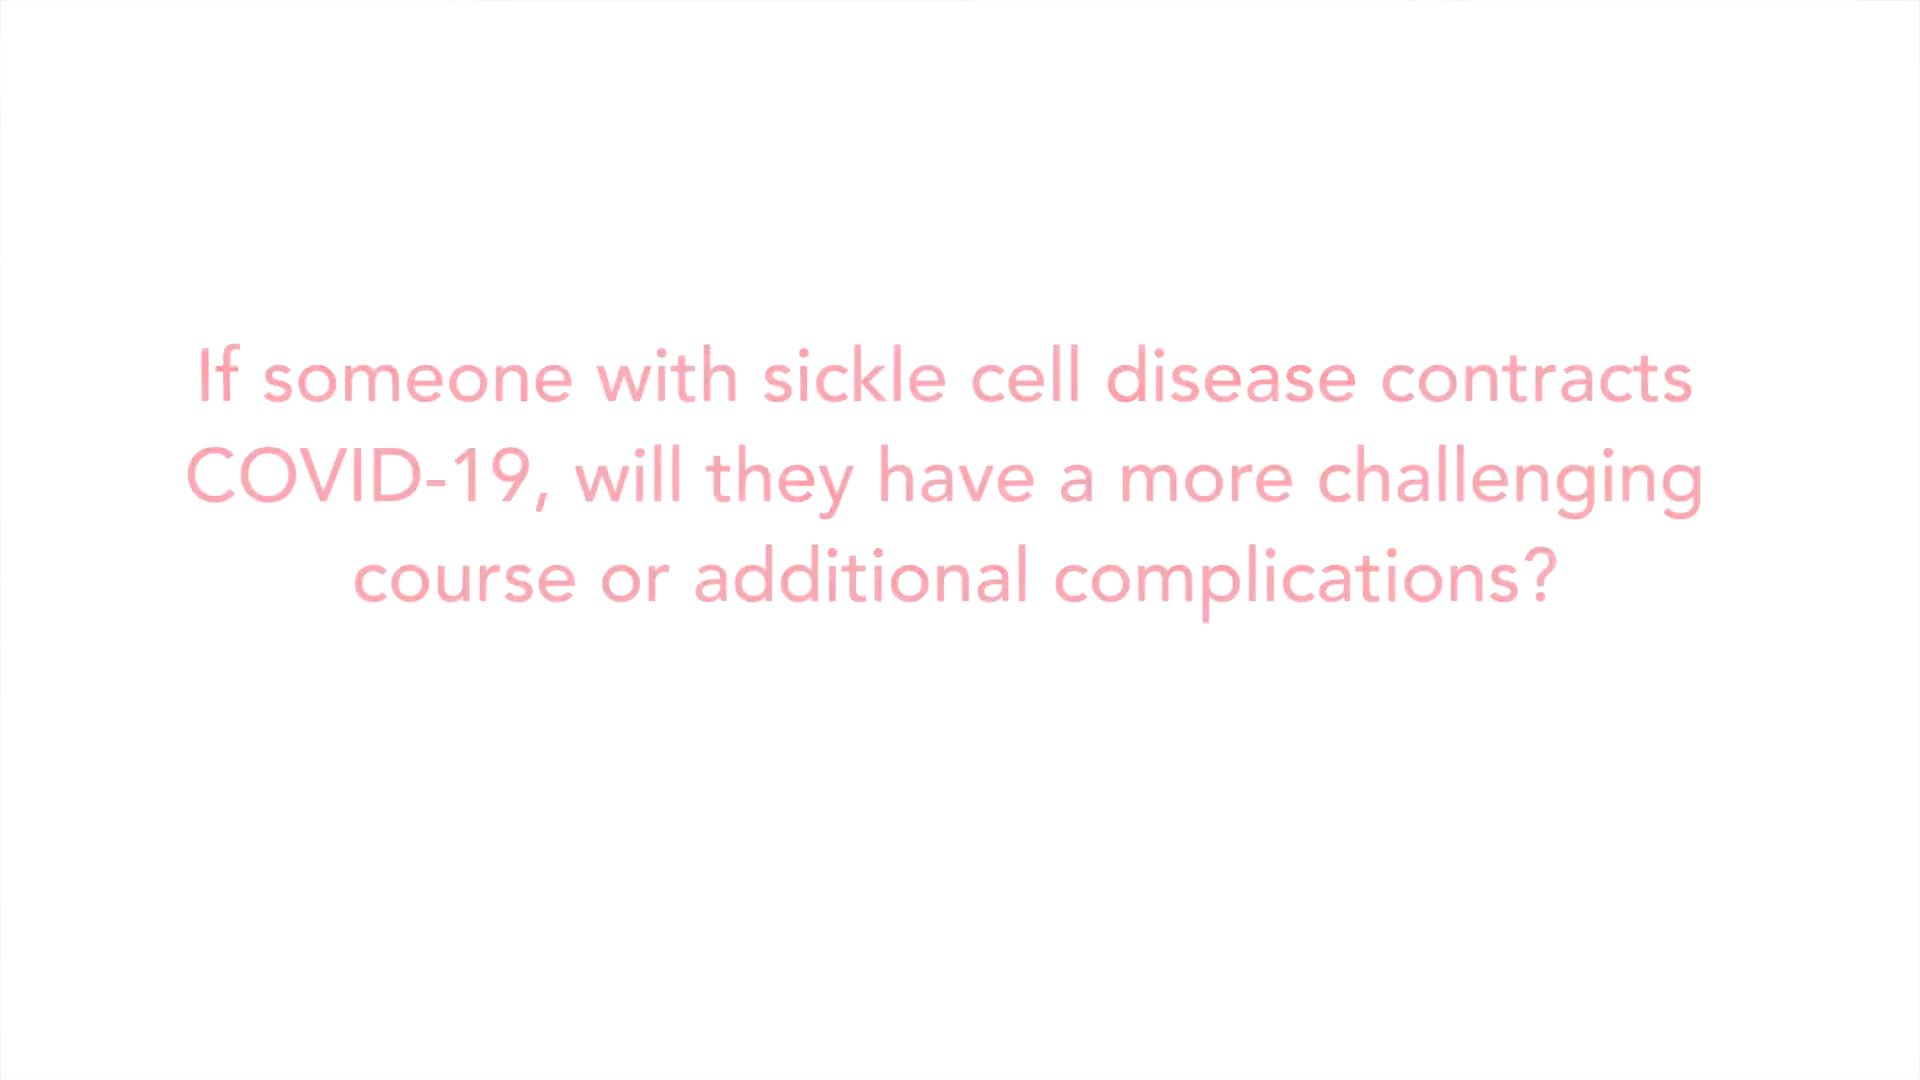 If someone with sickle cell disease contracts
COVID-19, will they have a more challenging
course or additional complications?